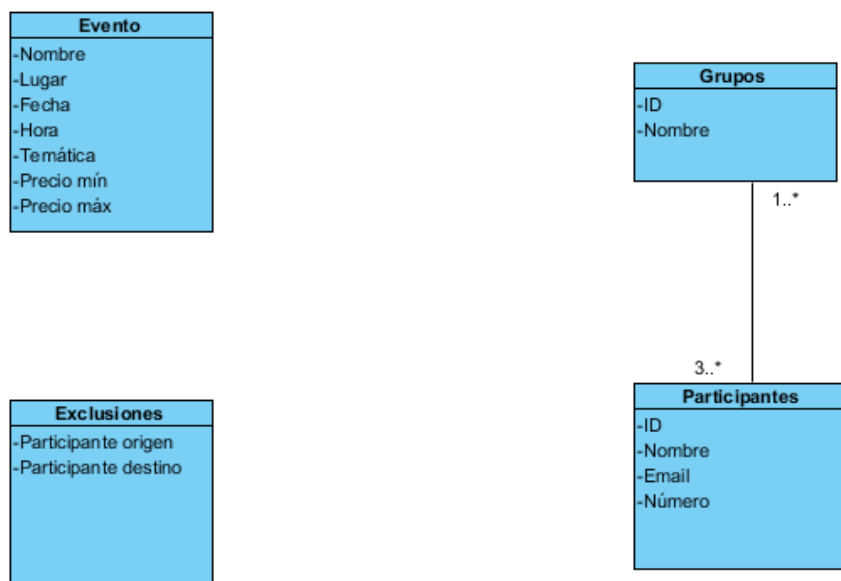 Evento
-Nombre
-Lugar
-Fecha
-Hora
-Temática
-Precio mín
-Precio máx
Grupos
-ID
-Nombre
1..*
3..*
Exclusiones
-Participante origen
-Participante destino
Participantes
-ID
-Nombre
-Email
-Número